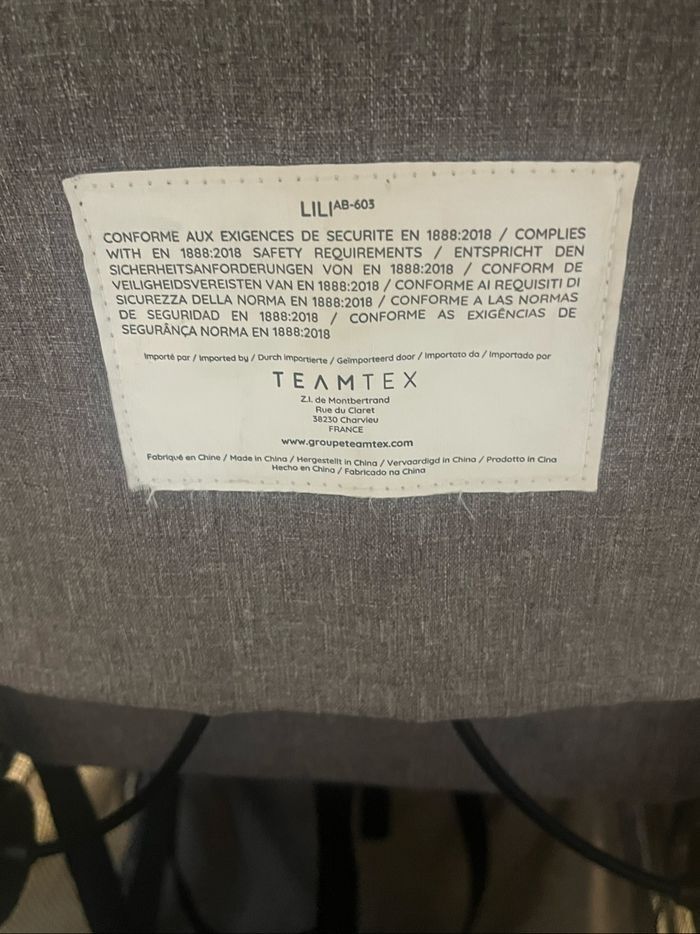 LILI AB-603
CONFORME AUX EXIGENCES DE SECURITE EN 1888:2018 / COMPLIES
WITH EN 1888:2018 SAFETY REQUIREMENTS / ENTSPRICHT DEN
SICHERHEITSANFORDERUNGEN VON EN 1888:2018 / CONFORM DE
VEILIGHEIDSVEREISTEN VAN EN 1888:2018 / CONFORME AI REQUISITI DI
SICUREZZA DELLA NORMA EN 1888:2018 / CONFORME A LAS NORMAS
DE SEGURIDAD EN 1888:2018 / CONFORME AS EXIGÊNCIAS DE
SEGURÂNÇA NORMA EN 1888:2018
Importé par / Imported by / Durch importierte / Geïmporteerd door / Importato da / Importado por
TEAMTEX
Z.I. de Montbertrand
Rue du Claret
38230 Charvieu
FRANCE
www.groupeteamtex.com
Fabriqué en Chine / Made in China / Hergestellt in China / Vervaardigd in China / Prodotto in Cina
Hecho en China / Fabricado na China